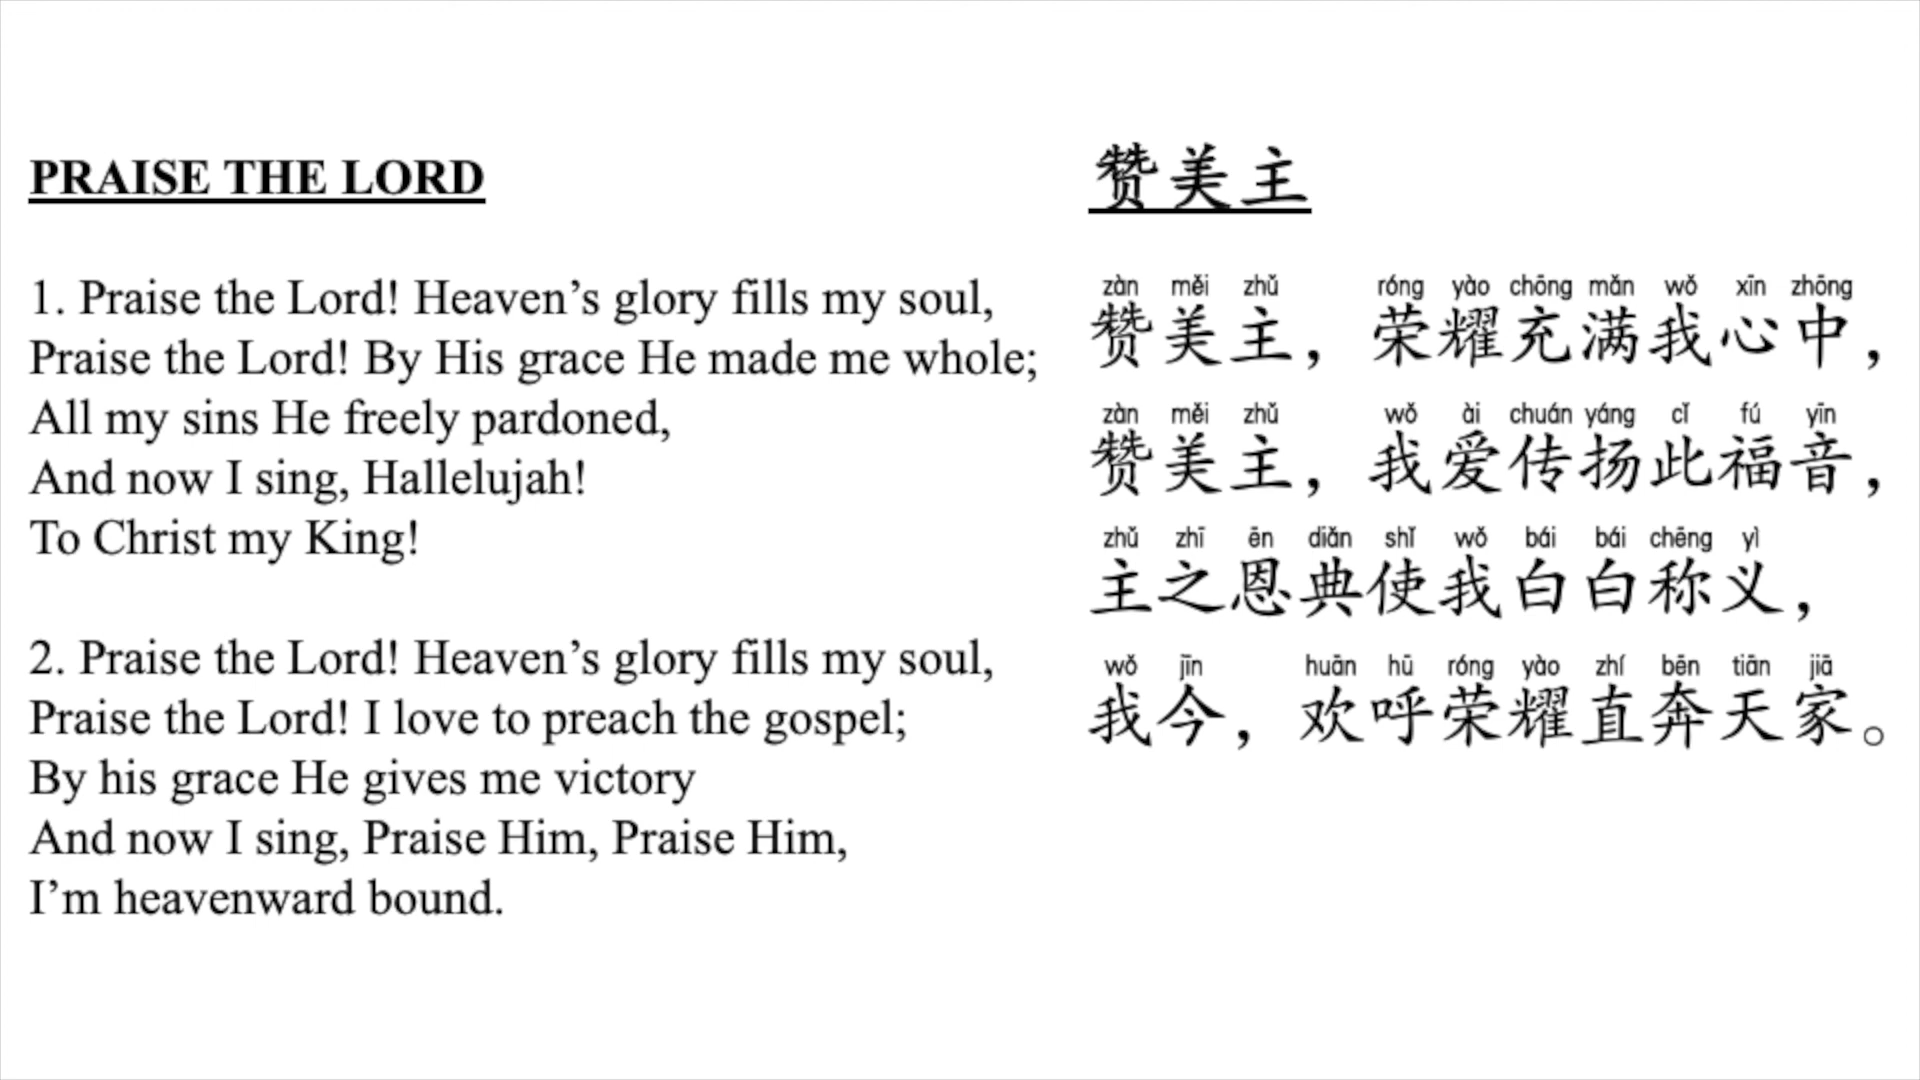 PRAISE THE LORD
1. Praise the Lord! Heaven’s glory fills my soul,
Praise the Lord! By His grace He made me whole;
All my sins He freely pardoned,
And now I sing, Hallelujah!
To Christ my King!
2. Praise the Lord! Heaven’s glory fills my soul,
Praise the Lord! I love to preach the gospel;
By his grace He gives me victory
And now I sing, Praise Him, Praise Him,
I’m heavenward bound.
赞美主
zàn měi zhǔ róng yào chōng mǎn wǒ xīn zhōng
赞美主，荣耀充满我心中，
zàn měi zhǔ wǒ ài chuán yáng cǐ fú yīn
赞美主，我爱传扬此福音，
zhǔ zhī ēn diǎn shǐ wǒ bái bái chēng yì
主之恩典使我白白称义，
wǒ jīn huān hū róng yào zhí bēn tiān jiā
我今，欢呼荣耀直奔天家。